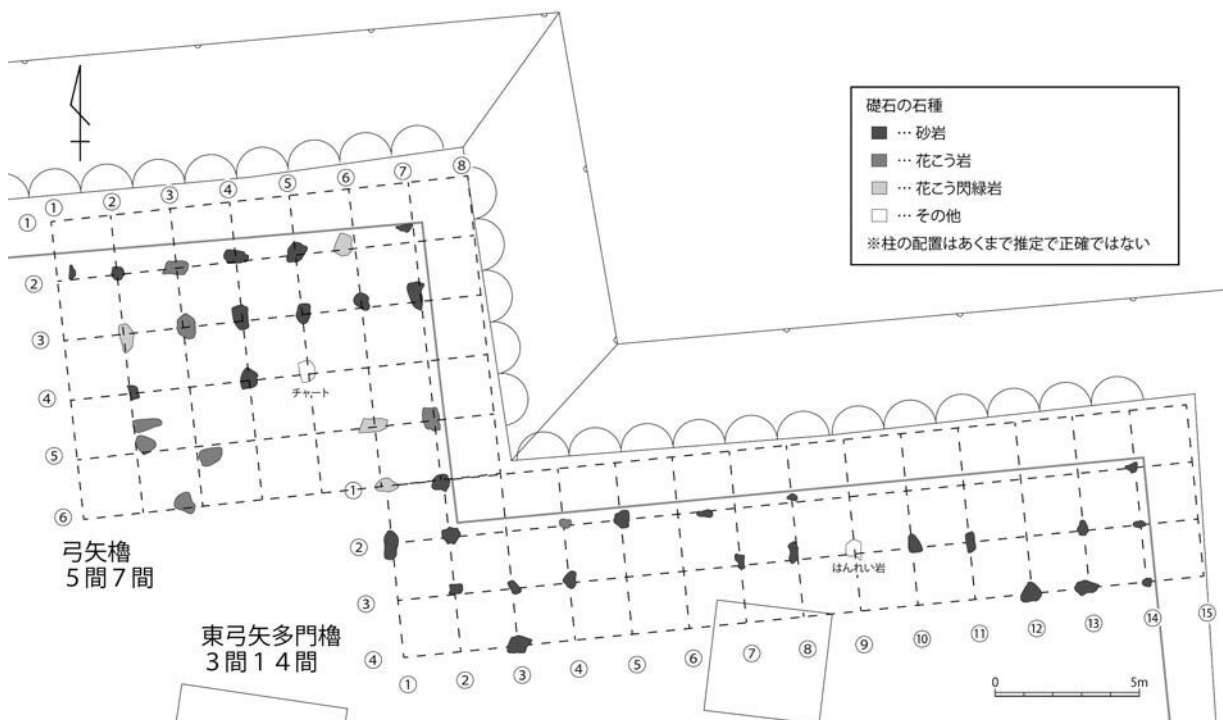 礎石の石種
… 砂岩
… 花こう岩
… 花こう閃緑岩
… その他
※柱の配置はあくまで推定で正確ではない
① ② ③ ④ ⑤ ⑥ ⑦ ⑧
①
②
③
④
⑤
⑥
チャート
弓矢櫓
５間７間
①
②
③
④
はんれい岩
東弓矢多門櫓
３間１４間
① ② ③ ④ ⑤ ⑥ ⑦ ⑧ ⑨ ⑩ ⑪ ⑫ ⑬ ⑭ ⑮
0 5m